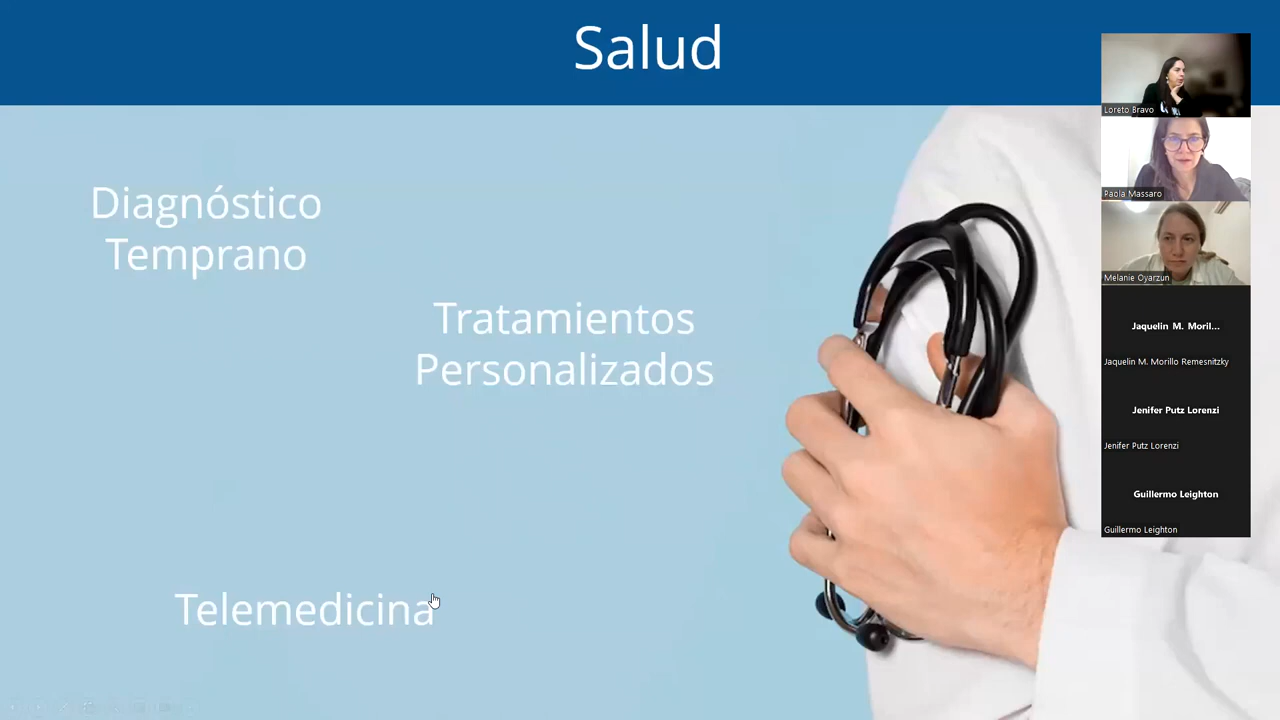 Salud
Diagnóstico
Temprano
Tratamientos
Personalizados
Telemedicina
Loreto Bravo
Paola Massaro
Melanie Oyarzun
Jaquelin M. Moril...
Jaquelin M. Morillo Remesnitzky
Jenifer Putz Lorenzi
Jenifer Putz Lorenzi
Guillermo Leighton
Guillermo Leighton